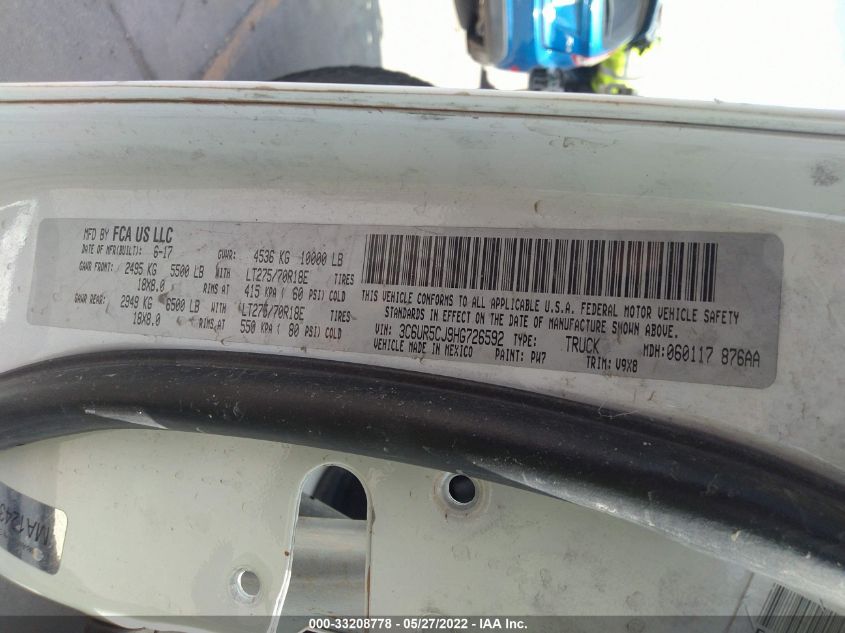 MFD BY FCA US LLC
DATE OF MFR(BUILT): 6-17 GVWR: 4536 KG 10000 LB
GAWR FRONT: 2495 KG 5500 LB WITH LT275/70R18E TIRES
18X8.0 RIMS AT 415 KPA ( 60 PSI) COLD
GAWR REAR: 2949 KG 6500 LB WITH LT275/70R18E TIRES
18X8.0 RIMS AT 550 KPA ( 80 PSI) COLD
THIS VEHICLE CONFORMS TO ALL APPLICABLE U.S.A. FEDERAL MOTOR VEHICLE SAFETY
STANDARDS IN EFFECT ON THE DATE OF MANUFACTURE SHOWN ABOVE.
VIN: 3C6UR5CJ9HG726592 TYPE: TRUCK MDH:060117 876AA
VEHICLE MADE IN MEXICO PAINT: PW7 TRIM: V9X8
MA1243
000-33208778 - 05/27/2022 - IAA Inc.